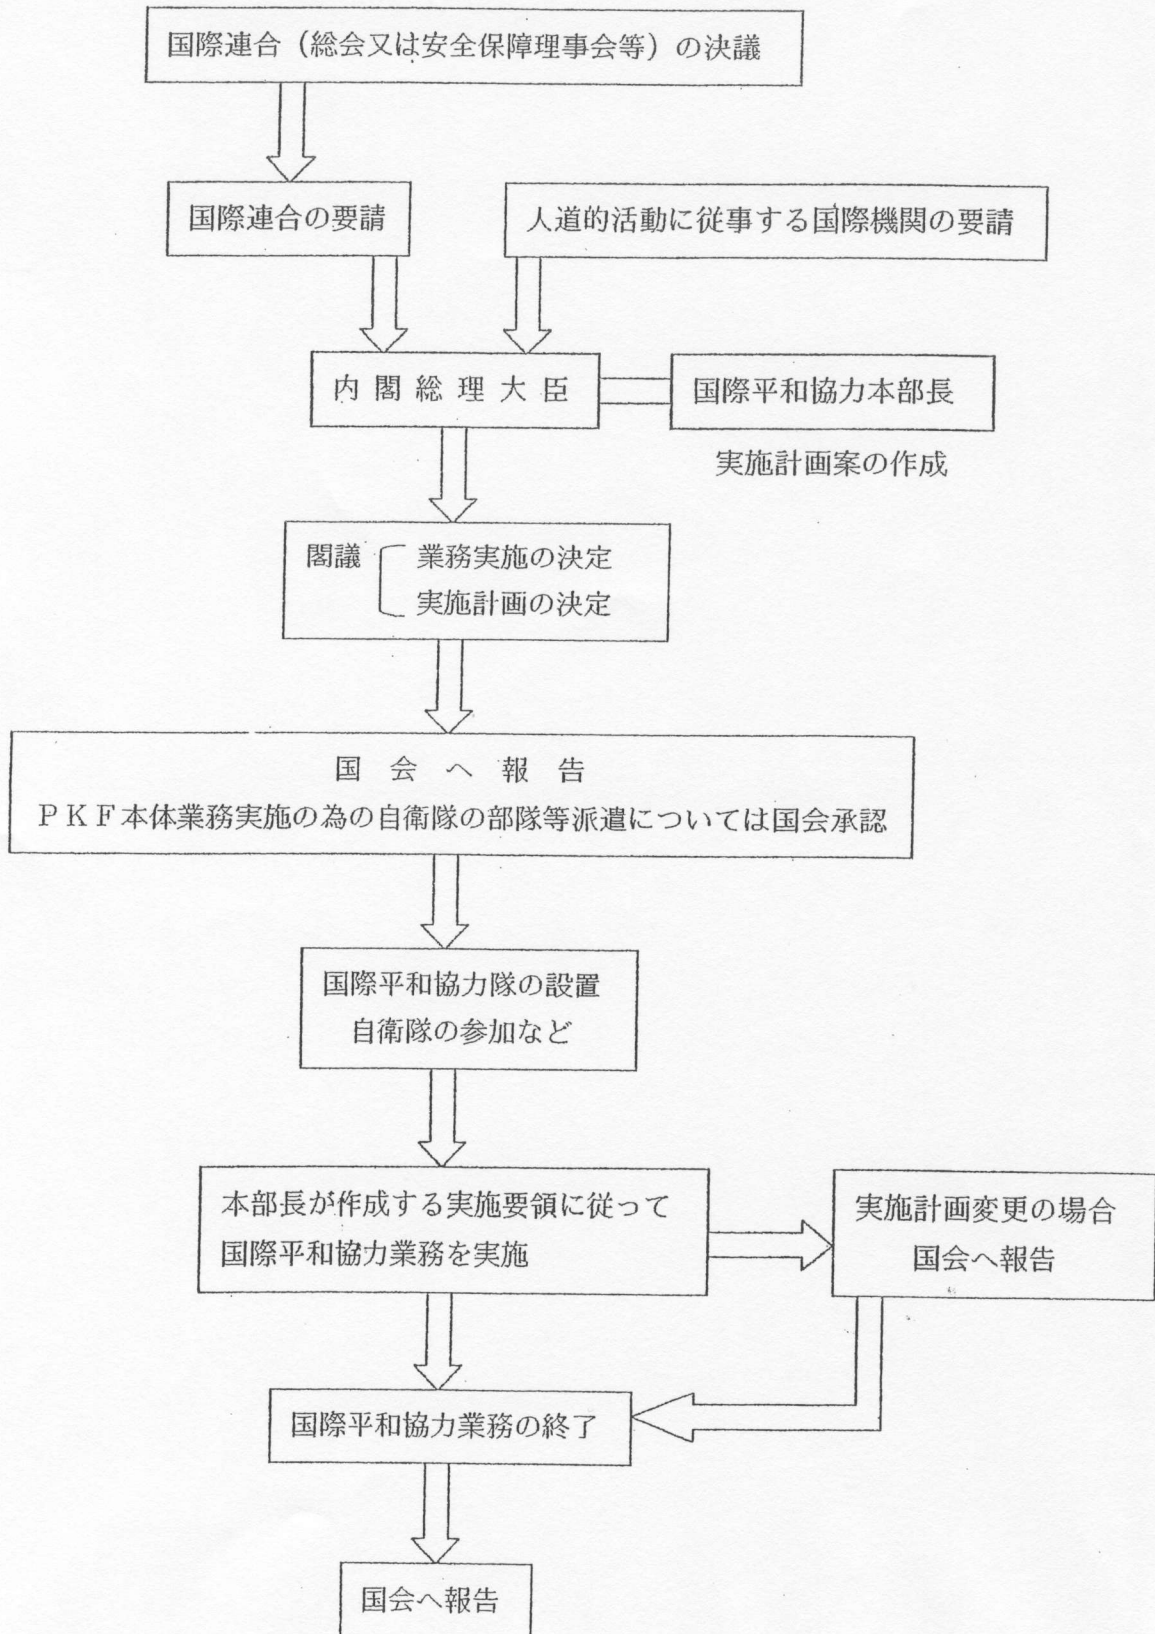 国際連合（総会又は安全保障理事会等）の決議
国際連合の要請
人道的活動に従事する国際機関の要請
内閣総理大臣
国際平和協力本部長
実施計画案の作成
閣議 業務実施の決定
実施計画の決定
国会へ報告
ＰＫＦ本体業務実施の為の自衛隊の部隊等派遣については国会承認
国際平和協力隊の設置
自衛隊の参加など
本部長が作成する実施要領に従って
国際平和協力業務を実施
実施計画変更の場合
国会へ報告
国際平和協力業務の終了
国会へ報告